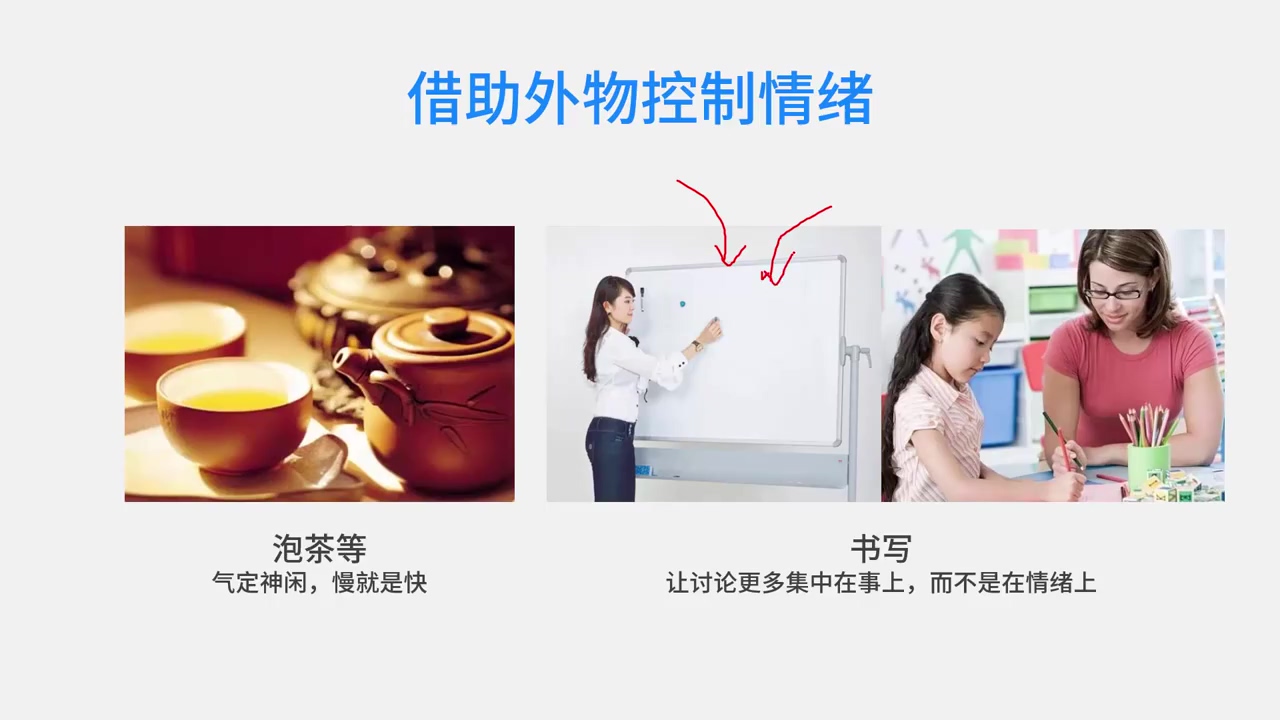 借助外物控制情绪
泡茶等
气定神闲，慢就是快
书写
让讨论更多集中在事上，而不是在情绪上